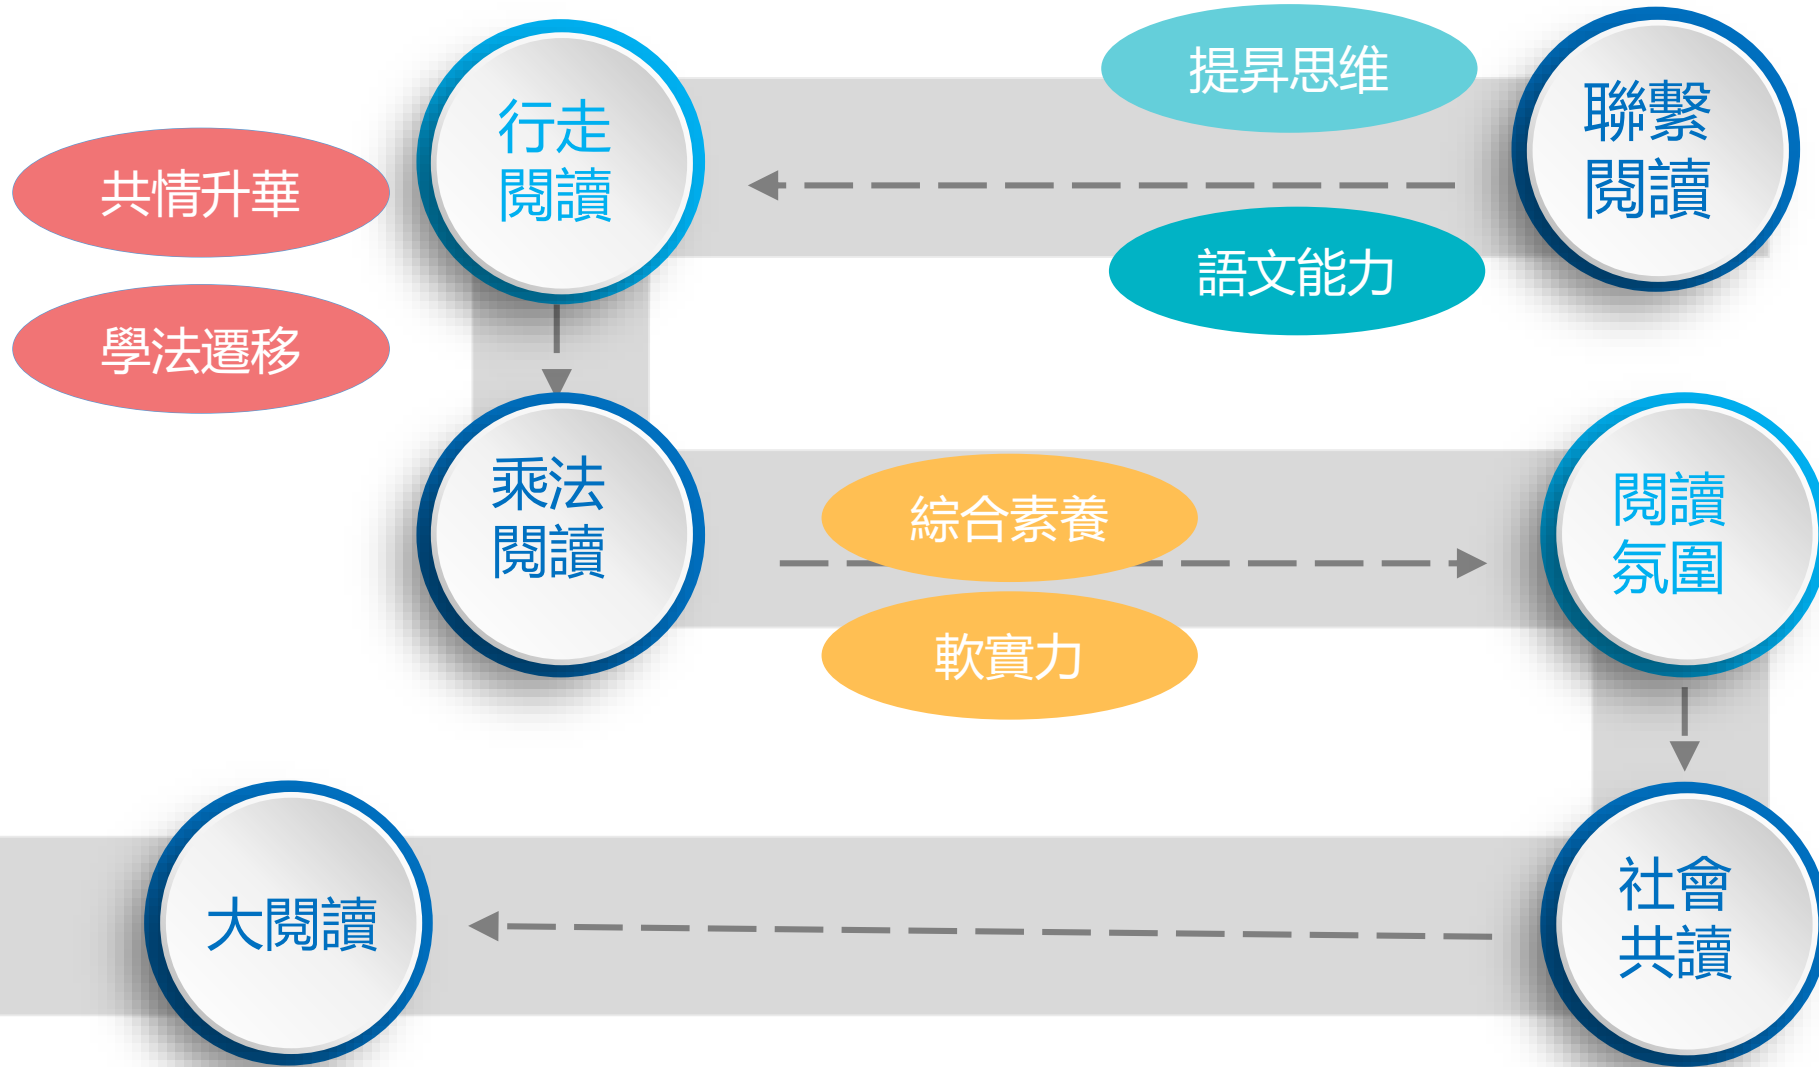 提昇思维
聯繫
閱讀
行走
閱讀
共情升華
語文能力
學法遷移
乘法
閱讀
綜合素養
閱讀
氛圍
軟實力
社會
共讀
大閱讀